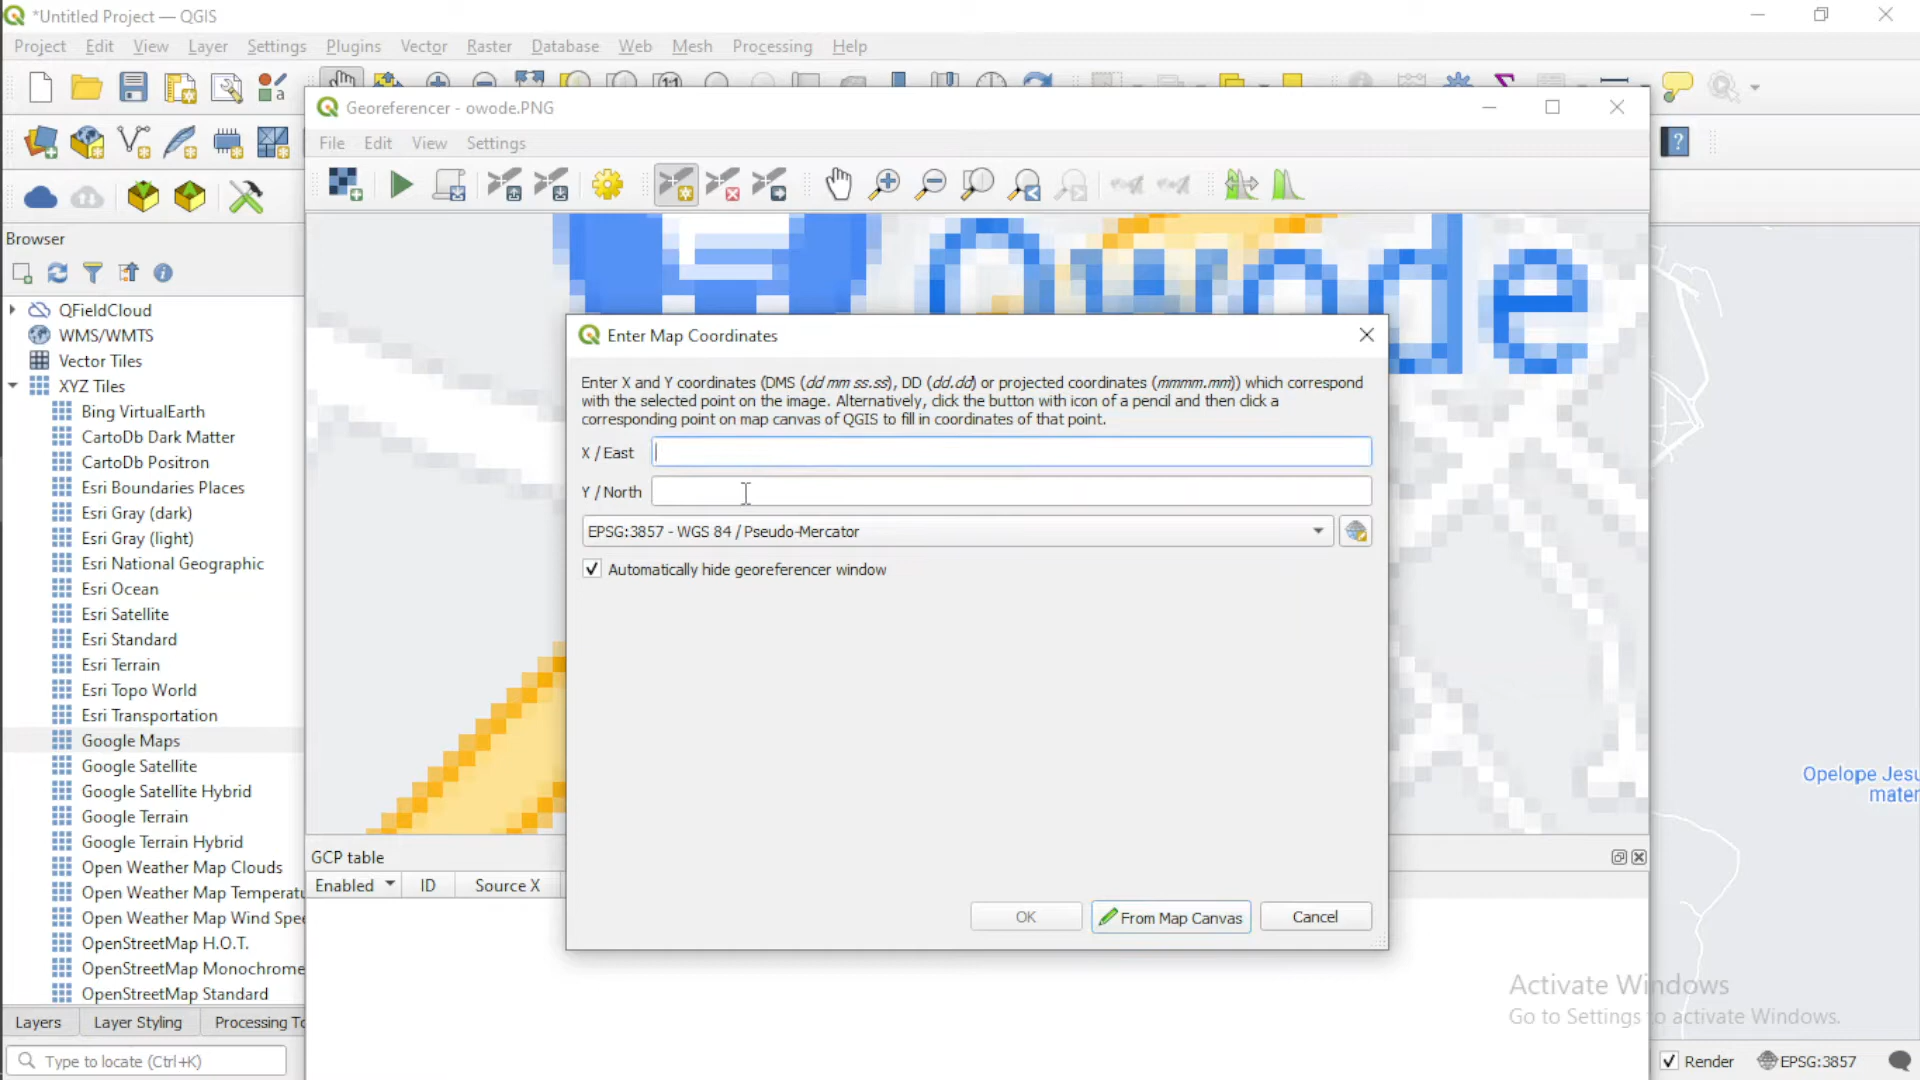 *Untitled Project — QGIS
Project Edit View Layer Settings Plugins Vector Raster Database Web Mesh Processing Help
Georeferencer - owode.PNG
File Edit View Settings
Browser
QFieldCloud
WMS/WMTS
Vector Tiles
XYZ Tiles
Bing VirtualEarth
CartoDb Dark Matter
CartoDb Positron
Esri Boundaries Places
Esri Gray (dark)
Esri Gray (light)
Esri National Geographic
Esri Ocean
Esri Satellite
Esri Standard
Esri Terrain
Esri Topo World
Esri Transportation
Google Maps
Google Satellite
Google Satellite Hybrid
Google Terrain
Google Terrain Hybrid
Open Weather Map Clouds
Open Weather Map Temperatu
Open Weather Map Wind Spee
OpenStreetMap H.O.T.
OpenStreetMap Monochrome
OpenStreetMap Standard
Layers Layer Styling Processing To
Type to locate (Ctrl+K)
Owode
Enter Map Coordinates
Enter X and Y coordinates (DMS (dd mm ss.ss), DD (dd.dd) or projected coordinates (mmmm.mm)) which correspond
with the selected point on the image. Alternatively, click the button with icon of a pencil and then click a
corresponding point on map canvas of QGIS to fill in coordinates of that point.
X / East
Y / North
EPSG:3857 - WGS 84 / Pseudo-Mercator
Automatically hide georeferencer window
OK From Map Canvas Cancel
GCP table
Enabled ID Source X
Opelope Jesu
mater
Activate Windows
Go to Settings to activate Windows.
Render EPSG:3857